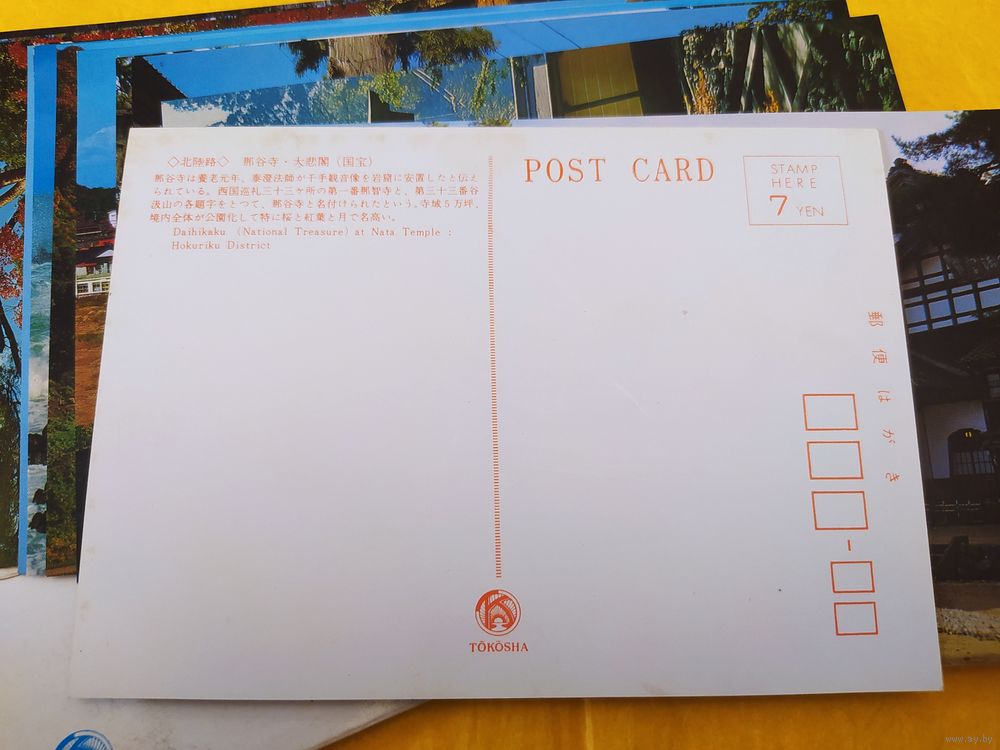 ◇北陸路◇ 那谷寺・大悲閣（国宝）
那谷寺は養老元年、泰澄法師が千手観音像を岩窟に安置したと伝え
られている。西国巡礼三十三ヶ所の第一番那智寺と、第三十三番谷
汲山の各題字をとつて、那谷寺と名付けられたという。寺域５万坪、
境内全体が公園化して特に桜と紅葉と月で名高い。
Daihikaku (National Treasure) at Nata Temple :
Hokuriku District
POST CARD
STAMP
HERE
7 YEN
郵便はがき
TŌKŌSHA
www.ay.by